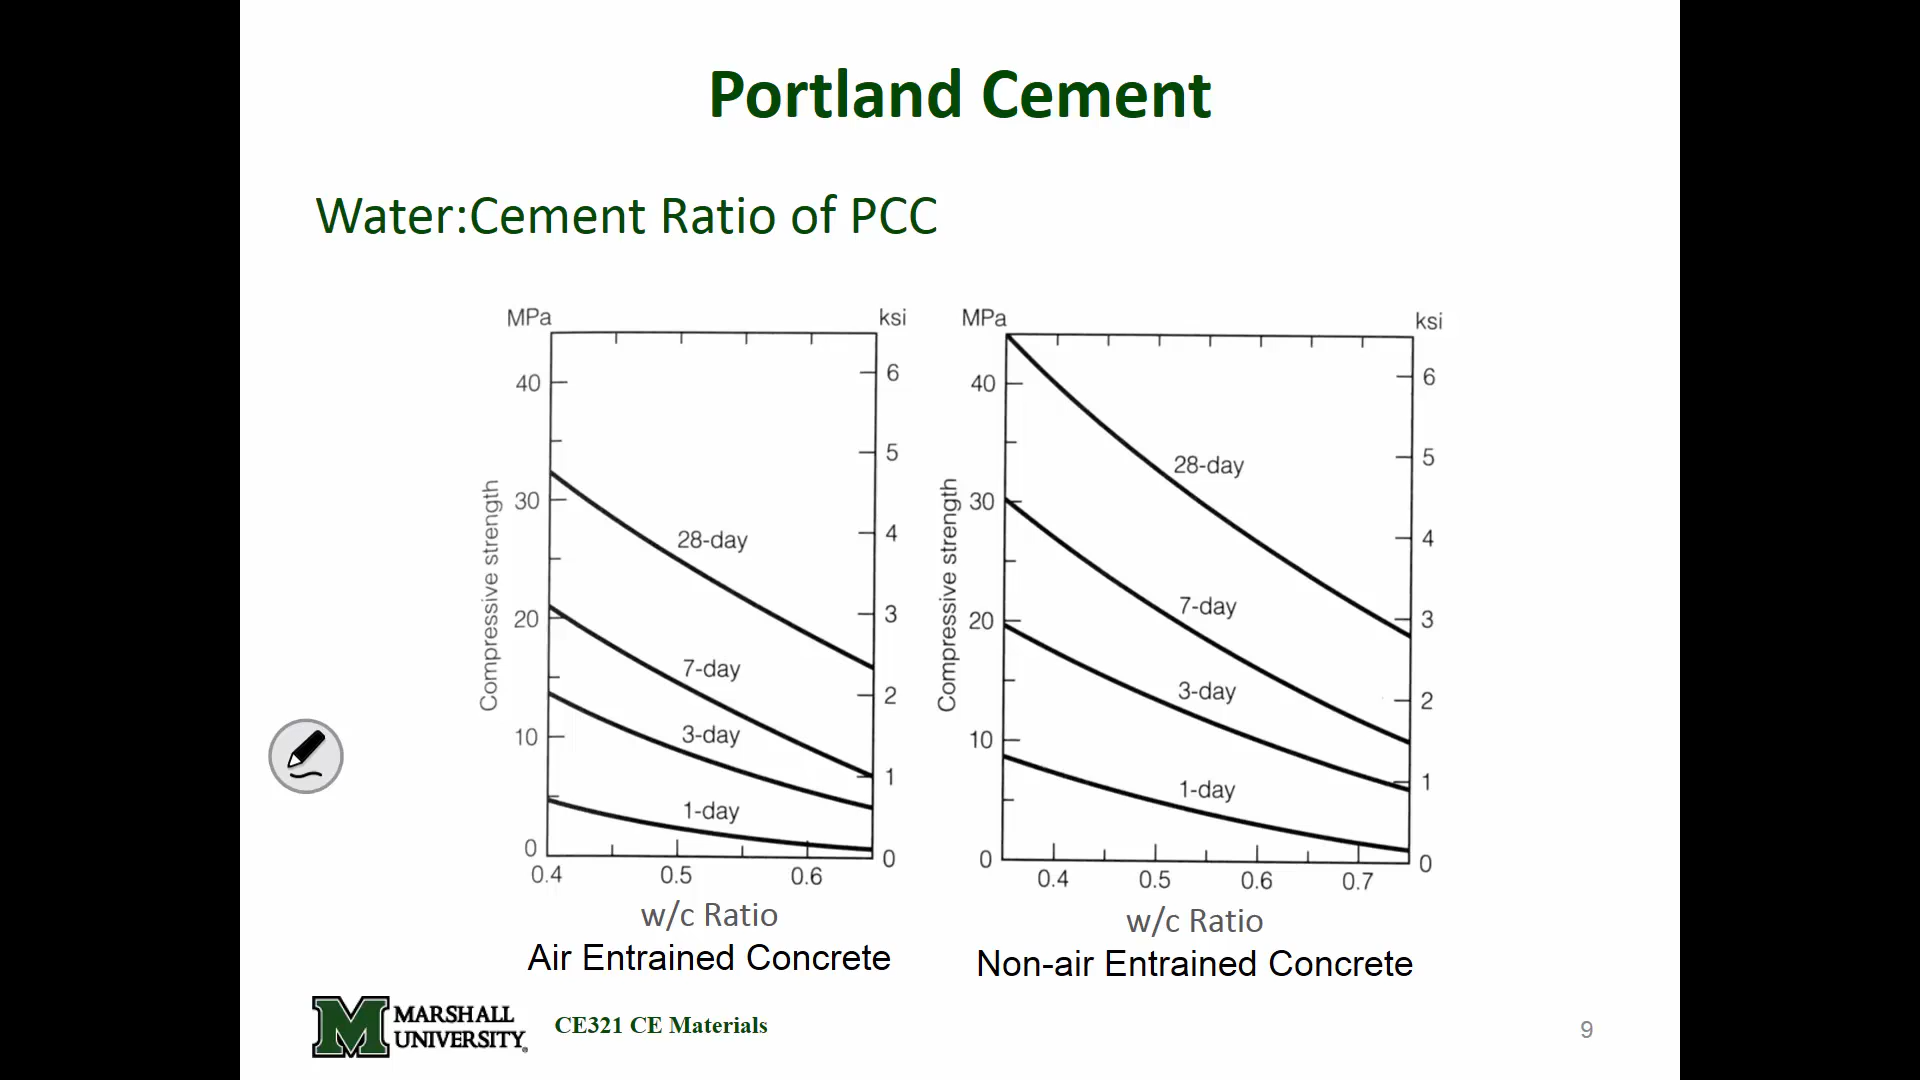 Portland Cement
Water:Cement Ratio of PCC
MPa
ksi
40
30
20
10
0
6
5
4
3
2
1
0
Compressive strength
28-day
7-day
3-day
1-day
0.4
0.5
0.6
w/c Ratio
Air Entrained Concrete
MPa
ksi
40
30
20
10
0
6
5
4
3
2
1
0
Compressive strength
28-day
7-day
3-day
1-day
0.4
0.5
0.6
0.7
w/c Ratio
Non-air Entrained Concrete
M
MARSHALL
UNIVERSITY®
CE321 CE Materials
9